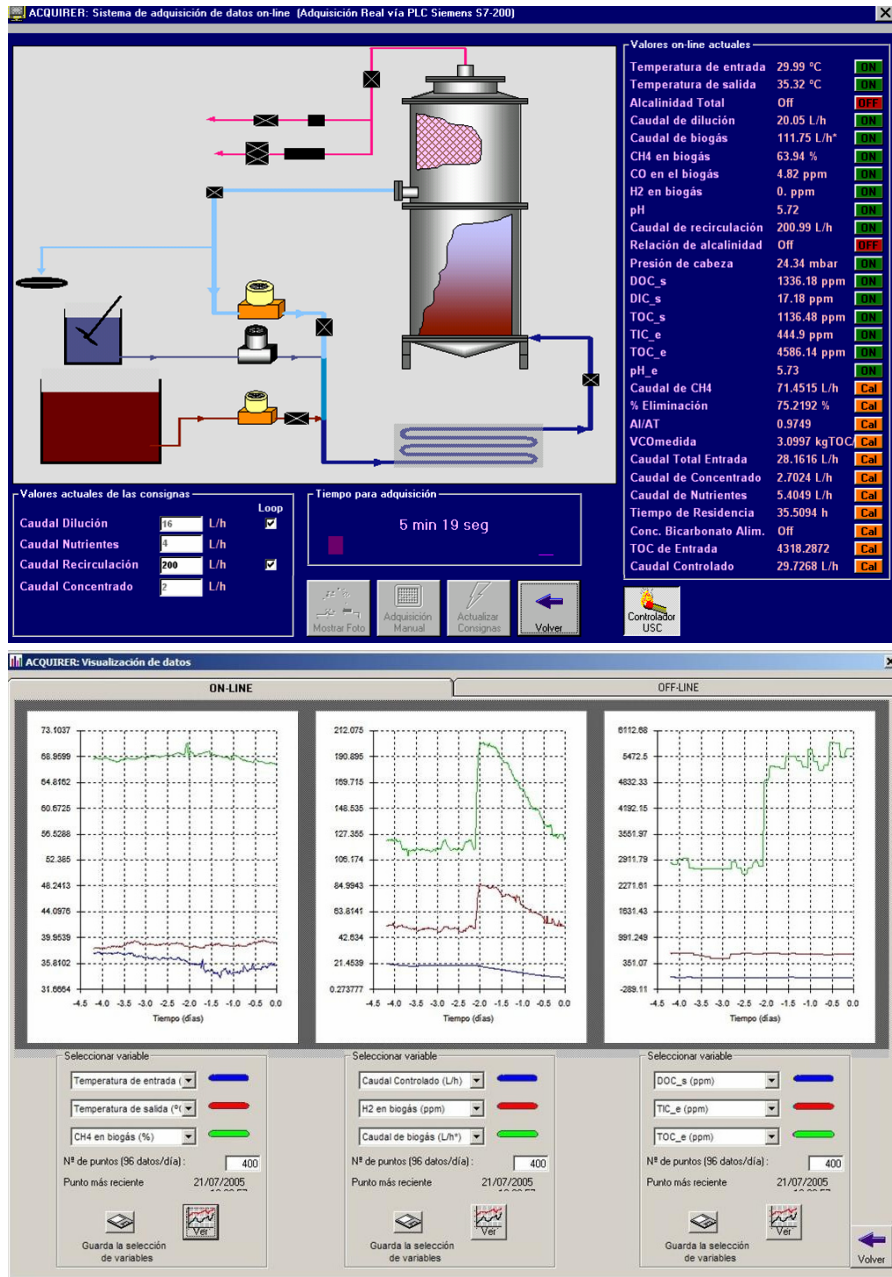 ACQUIRER: Sistema de adquisición de datos on-line (Adquisición Real vía PLC Siemens S7-200)
Valores on-line actuales
Temperatura de entrada 29.99 °C ON
Temperatura de salida 35.32 °C ON
Alcalinidad Total Off OFF
Caudal de dilución 20.05 L/h ON
Caudal de biogás 111.75 L/h* ON
CH4 en biogás 63.94 % ON
CO en el biogás 4.82 ppm ON
H2 en biogás 0. ppm ON
pH 5.72 ON
Caudal de recirculación 200.99 L/h ON
Relación de alcalinidad Off OFF
Presión de cabeza 24.34 mbar ON
DOC_s 1336.18 ppm ON
DIC_s 17.18 ppm ON
TOC_s 1136.48 ppm ON
TIC_e 444.9 ppm ON
TOC_e 4586.14 ppm ON
pH_e 5.73 ON
Caudal de CH4 71.4515 L/h Cal
% Eliminación 75.2192 % Cal
AI/AT 0.9749 Cal
VCOmedida 3.0997 kgTOC/ Cal
Caudal Total Entrada 28.1616 L/h Cal
Caudal de Concentrado 2.7024 L/h Cal
Caudal de Nutrientes 5.4049 L/h Cal
Tiempo de Residencia 35.5094 h Cal
Conc. Bicarbonato Alim. Off Cal
TOC de Entrada 4318.2872 Cal
Caudal Controlado 29.7268 L/h Cal
Valores actuales de las consignas
Loop
Caudal Dilución 16 L/h
Caudal Nutrientes 4 L/h
Caudal Recirculación 200 L/h
Caudal Concentrado 2 L/h
Tiempo para adquisición
5 min 19 seg
Mostrar Foto
Adquisición Manual
Actualizar Consignas
Volver
Controlador USC
ACQUIRER: Visualización de datos
ON-LINE
OFF-LINE
73.1037
68.9599
64.8162
60.6725
56.5288
52.385
48.2413
44.0976
39.9539
35.8102
31.6664
-4.5 -4.0 -3.5 -3.0 -2.5 -2.0 -1.5 -1.0 -0.5 0.0
Tiempo (días)
212.075
190.895
169.715
148.535
127.355
106.174
84.9943
63.8141
42.634
21.4539
0.273777
-4.5 -4.0 -3.5 -3.0 -2.5 -2.0 -1.5 -1.0 -0.5 0.0
Tiempo (días)
6112.68
5472.5
4832.33
4192.15
3551.97
2911.79
2271.61
1631.43
991.249
351.07
-289.11
-4.5 -4.0 -3.5 -3.0 -2.5 -2.0 -1.5 -1.0 -0.5 0.0
Tiempo (días)
Seleccionar variable
Temperatura de entrada (
Temperatura de salida (º(
CH4 en biogás (%)
Nº de puntos (96 datos/día) : 400
Punto más reciente 21/07/2005
Ver
Guarda la selección
de variables
Seleccionar variable
Caudal Controlado (L/h)
H2 en biogás (ppm)
Caudal de biogás (L/h*)
Nº de puntos (96 datos/día) : 400
Punto más reciente 21/07/2005
Ver
Guarda la selección
de variables
Seleccionar variable
DOC_s (ppm)
TIC_e (ppm)
TOC_e (ppm)
Nº de puntos (96 datos/día) : 400
Punto más reciente 21/07/2005
Ver
Guarda la selección
de variables
Volver